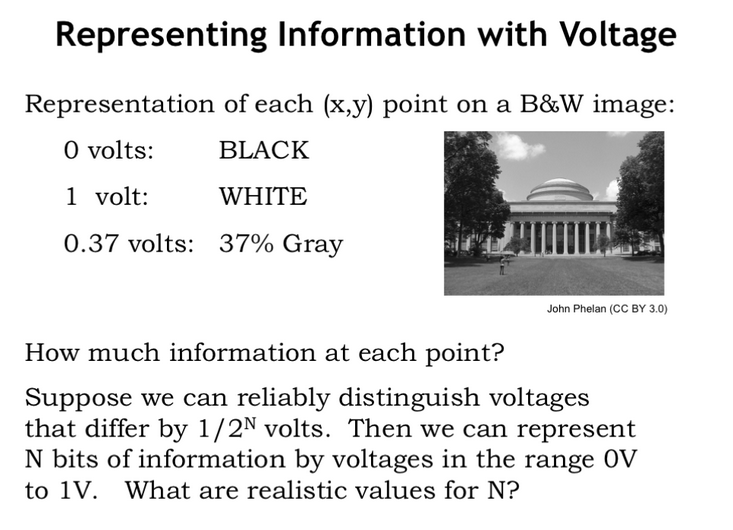 Representing Information with Voltage
Representation of each (x,y) point on a B&W image:
0 volts: BLACK
1 volt: WHITE
0.37 volts: 37% Gray
John Phelan (CC BY 3.0)
How much information at each point?
Suppose we can reliably distinguish voltages
that differ by 1/2ᴺ volts. Then we can represent
N bits of information by voltages in the range 0V
to 1V. What are realistic values for N?